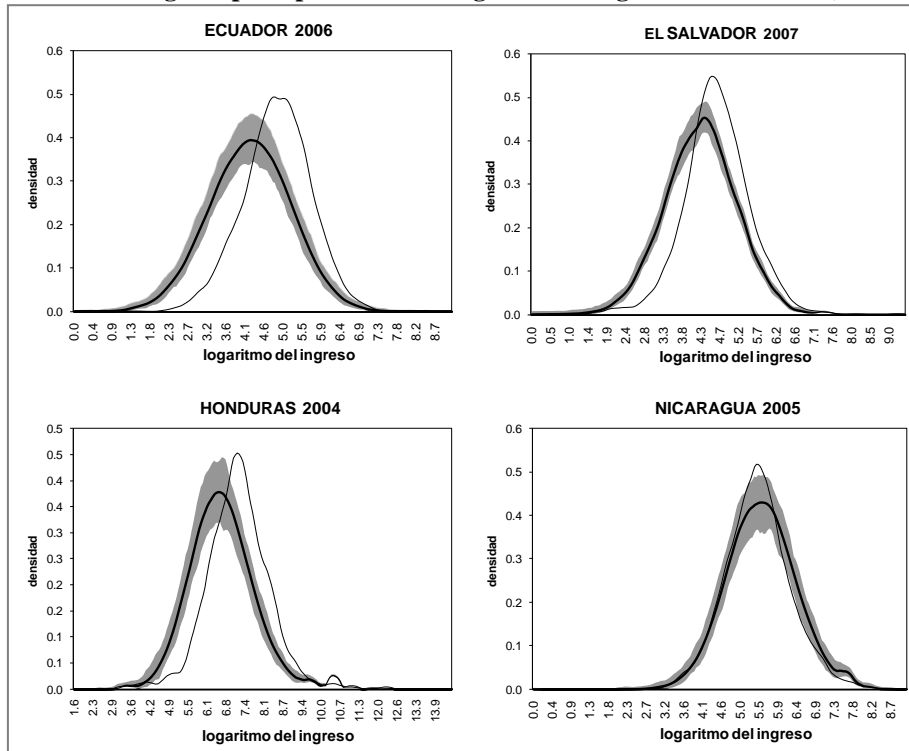 ECUADOR 2006
0.6
0.5
0.4
0.3
0.2
0.1
0.0
densidad
0.0 0.4 0.9 1.3 1.8 2.3 2.7 3.2 3.6 4.1 4.6 5.0 5.5 5.9 6.4 6.9 7.3 7.8 8.2 8.7
logaritmo del ingreso
EL SALVADOR 2007
0.6
0.5
0.4
0.3
0.2
0.1
0.0
densidad
0.0 0.5 1.0 1.4 1.9 2.4 2.8 3.3 3.8 4.3 4.7 5.2 5.7 6.2 6.6 7.1 7.6 8.0 8.5 9.0
logaritmo del ingreso
HONDURAS 2004
0.5
0.4
0.4
0.3
0.3
0.2
0.2
0.1
0.1
0.0
densidad
1.6 2.3 2.9 3.6 4.2 4.9 5.5 6.1 6.8 7.4 8.1 8.7 9.4 10.0 10.7 11.3 12.0 12.6 13.3 13.9
logaritmo del ingreso
NICARAGUA 2005
0.6
0.5
0.4
0.3
0.2
0.1
0.0
densidad
0.0 0.5 0.9 1.4 1.8 2.3 2.7 3.2 3.7 4.1 4.6 5.0 5.5 5.9 6.4 6.9 7.3 7.8 8.2 8.7
logaritmo del ingreso